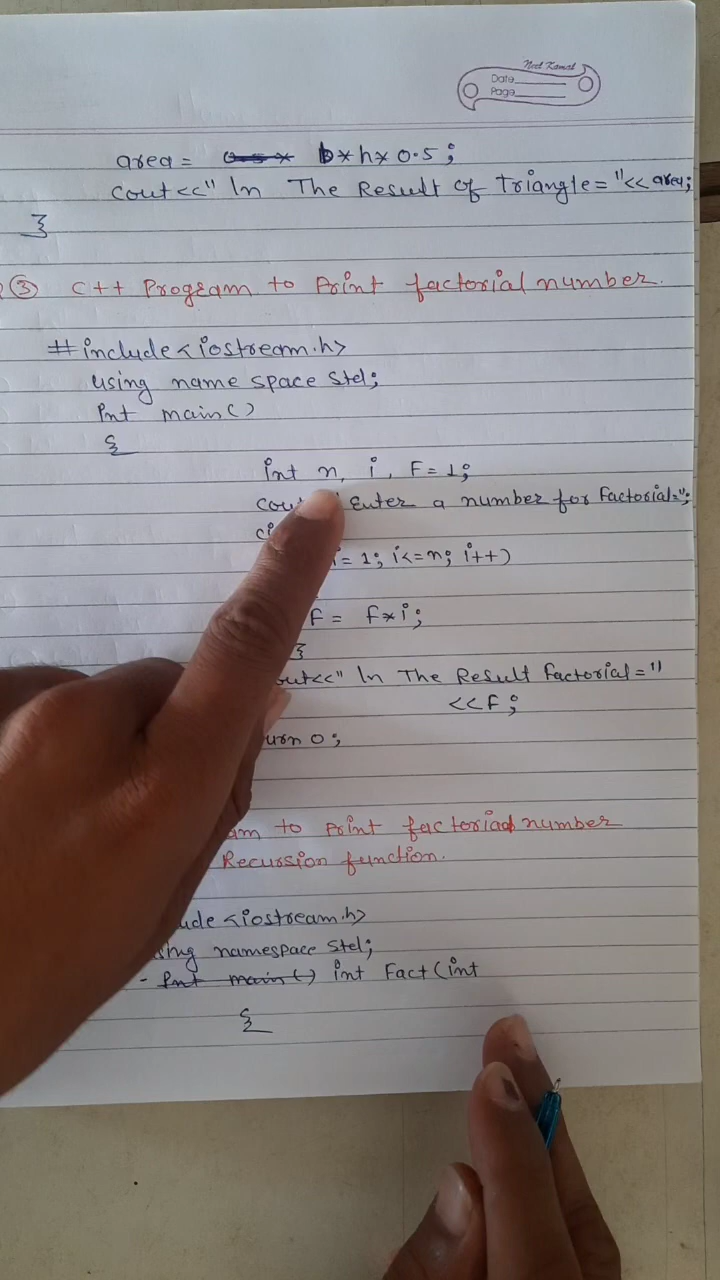 Neel Kamal
Date
Page
area = b*h*0.5;
cout<<" In The Result of Triangle="<<area;
}
③ C++ Program to Print factorial number.
#include<iostream.h>
using name space Std;
int main()
{
int n, i, F=1;
Enter a number for Factorial=";
i=1; i<=n; i++)
F = f*i;
}
<<" In The Result Factorial="
<<F;
0;
to Print factorial number
Recursion function.
<iostream.h>
namespace Std;
- int main() int Fact(int
{